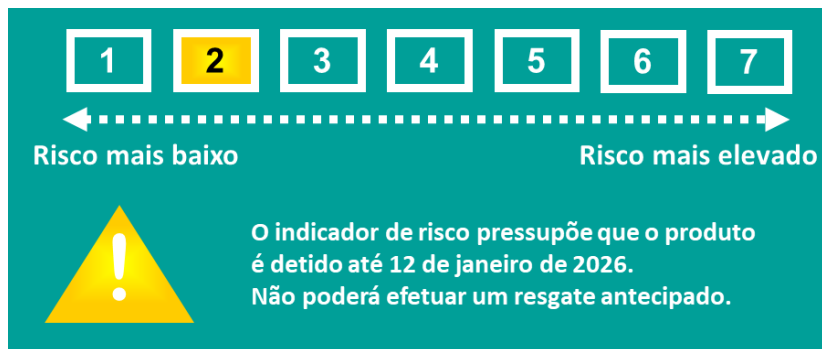 1 2 3 4 5 6 7
Risco mais baixo Risco mais elevado
!
O indicador de risco pressupõe que o produto
é detido até 12 de janeiro de 2026.
Não poderá efetuar um resgate antecipado.